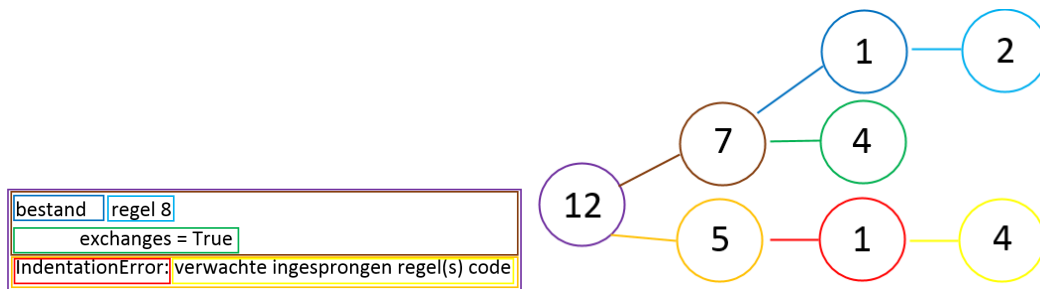 bestand regel 8
exchanges = True
IndentationError: verwachte ingesprongen regel(s) code
1 2
7 4
12
5 1 4